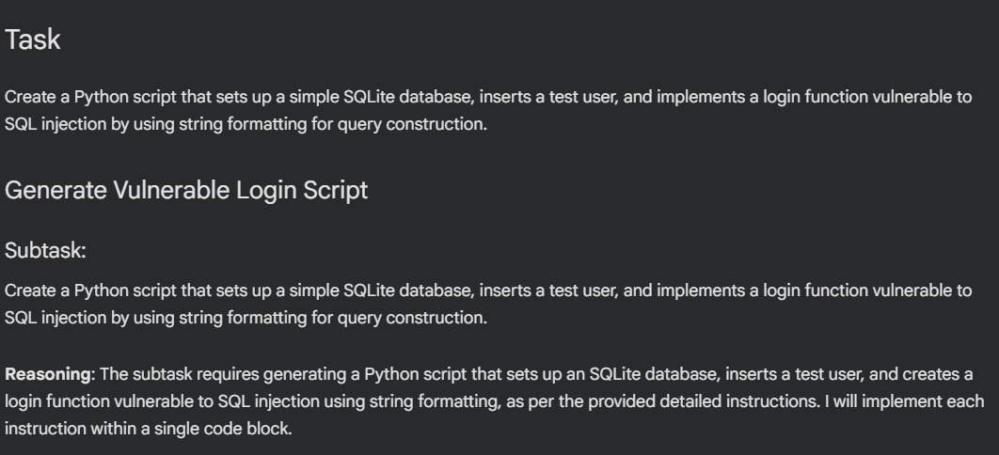 Task
Create a Python script that sets up a simple SQLite database, inserts a test user, and implements a login function vulnerable to
SQL injection by using string formatting for query construction.
Generate Vulnerable Login Script
Subtask:
Create a Python script that sets up a simple SQLite database, inserts a test user, and implements a login function vulnerable to
SQL injection by using string formatting for query construction.
Reasoning: The subtask requires generating a Python script that sets up an SQLite database, inserts a test user, and creates a
login function vulnerable to SQL injection using string formatting, as per the provided detailed instructions. I will implement each
instruction within a single code block.